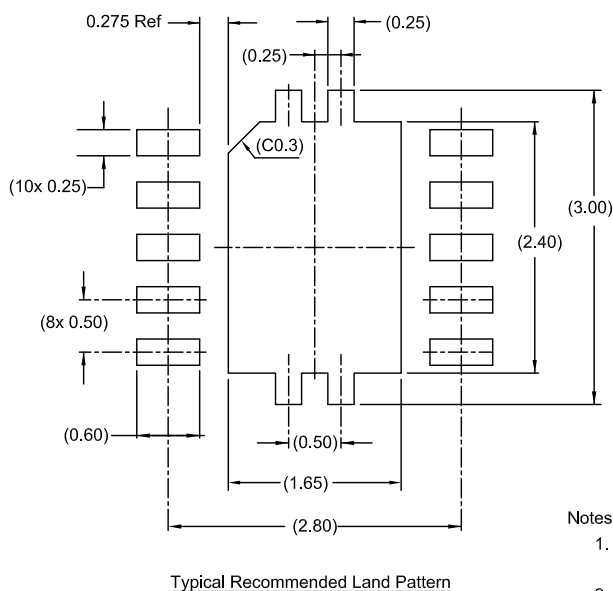 0.275 Ref
(0.25)
(0.25)
(C0.3)
(10x 0.25)
(3.00)
(2.40)
(8x 0.50)
(0.60)
(0.50)
(1.65)
(2.80)
Notes
1.
Typical Recommended Land Pattern